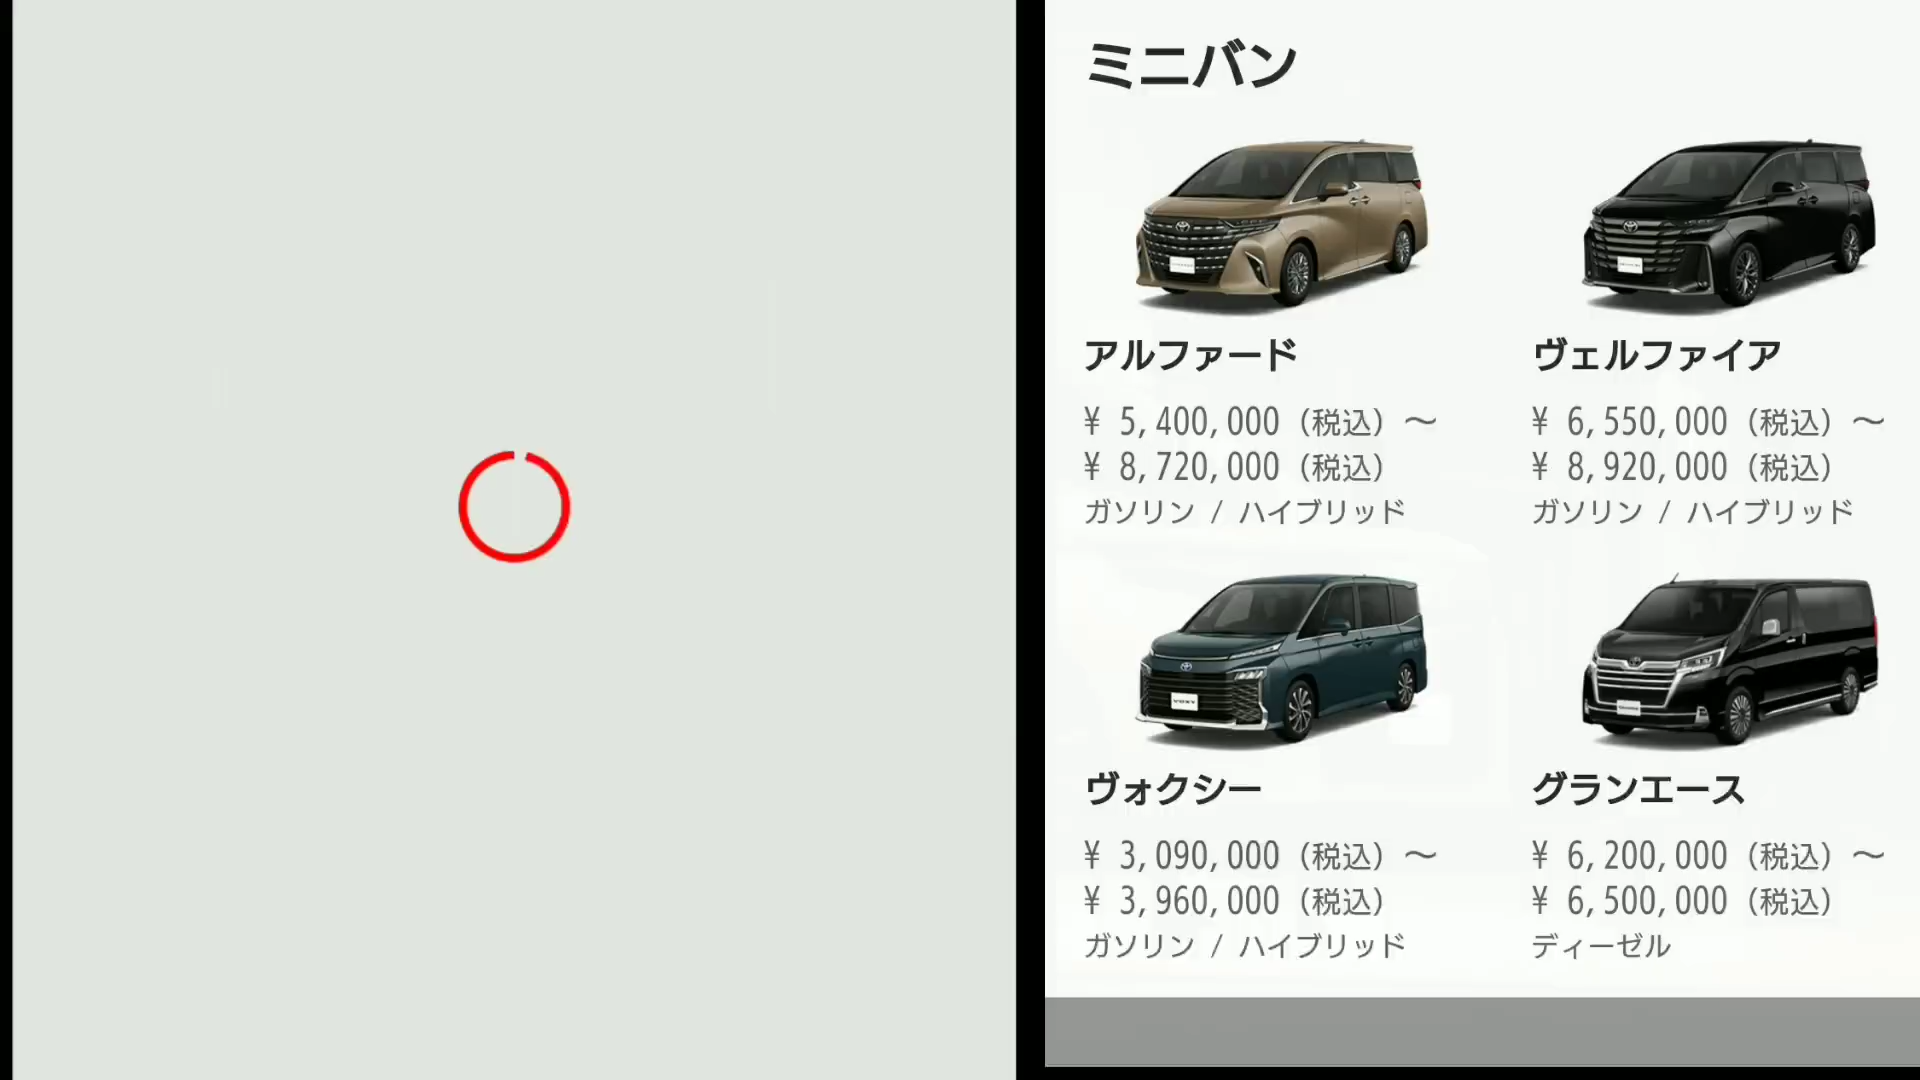 ミニバン
アルファード
¥ 5,400,000 (税込) ～
¥ 8,720,000 (税込)
ガソリン / ハイブリッド
ヴェルファイア
¥ 6,550,000 (税込) ～
¥ 8,920,000 (税込)
ガソリン / ハイブリッド
VOXY
ヴォクシー
¥ 3,090,000 (税込) ～
¥ 3,960,000 (税込)
ガソリン / ハイブリッド
グランエース
¥ 6,200,000 (税込) ～
¥ 6,500,000 (税込)
ディーゼル